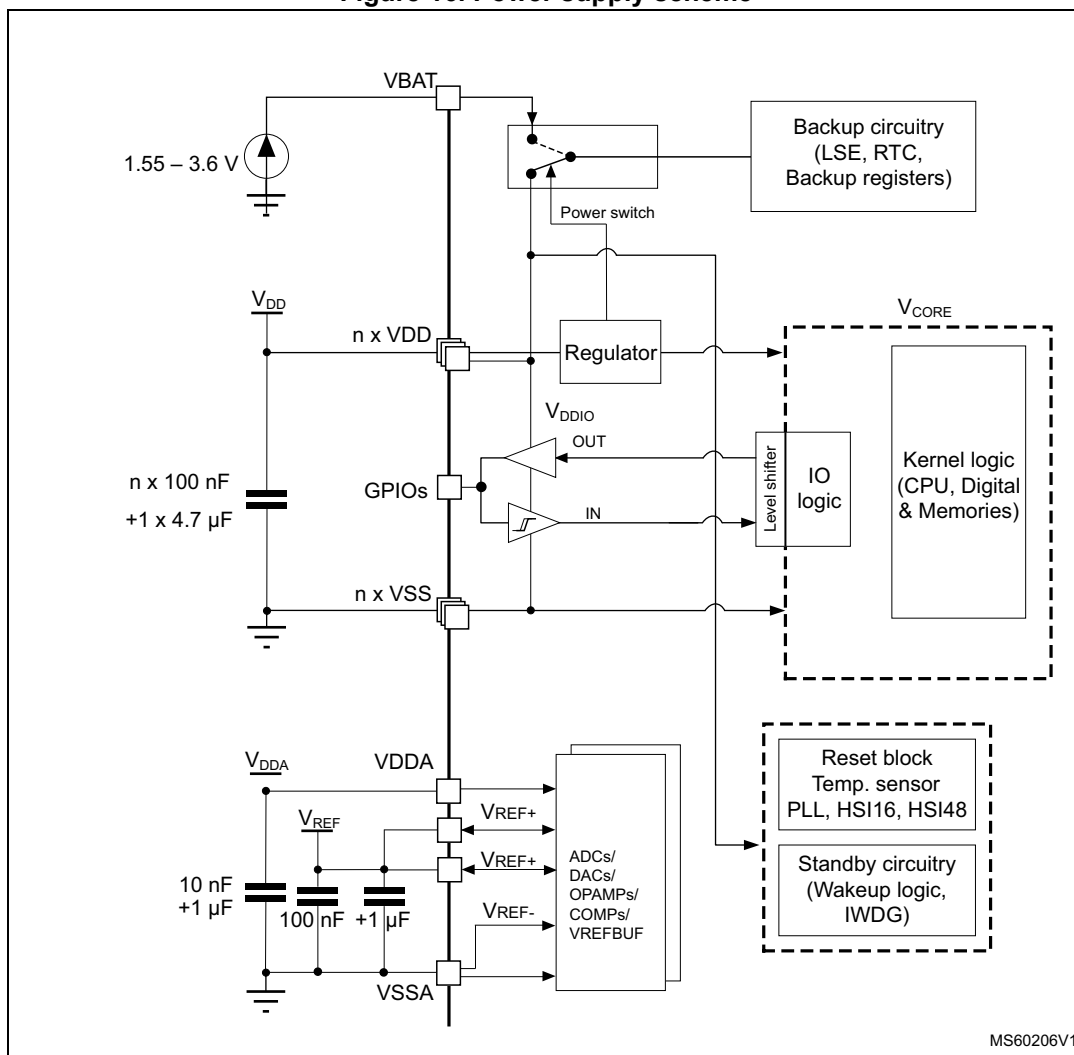 VBAT
1.55 – 3.6 V
Backup circuitry
(LSE, RTC,
Backup registers)
Power switch
VDD
n x VDD
Regulator
VCORE
VDDIO
OUT
n x 100 nF
+1 x 4.7 µF
GPIOs
IN
Level shifter
IO
logic
Kernel logic
(CPU, Digital
& Memories)
n x VSS
VDDA
VDDA
VREF
VREF+
VREF+
VREF-
10 nF
+1 µF
100 nF
+1 µF
VSSA
ADCs/
DACs/
OPAMPs/
COMPs/
VREFBUF
Reset block
Temp. sensor
PLL, HSI16, HSI48
Standby circuitry
(Wakeup logic,
IWDG)
MS60206V1